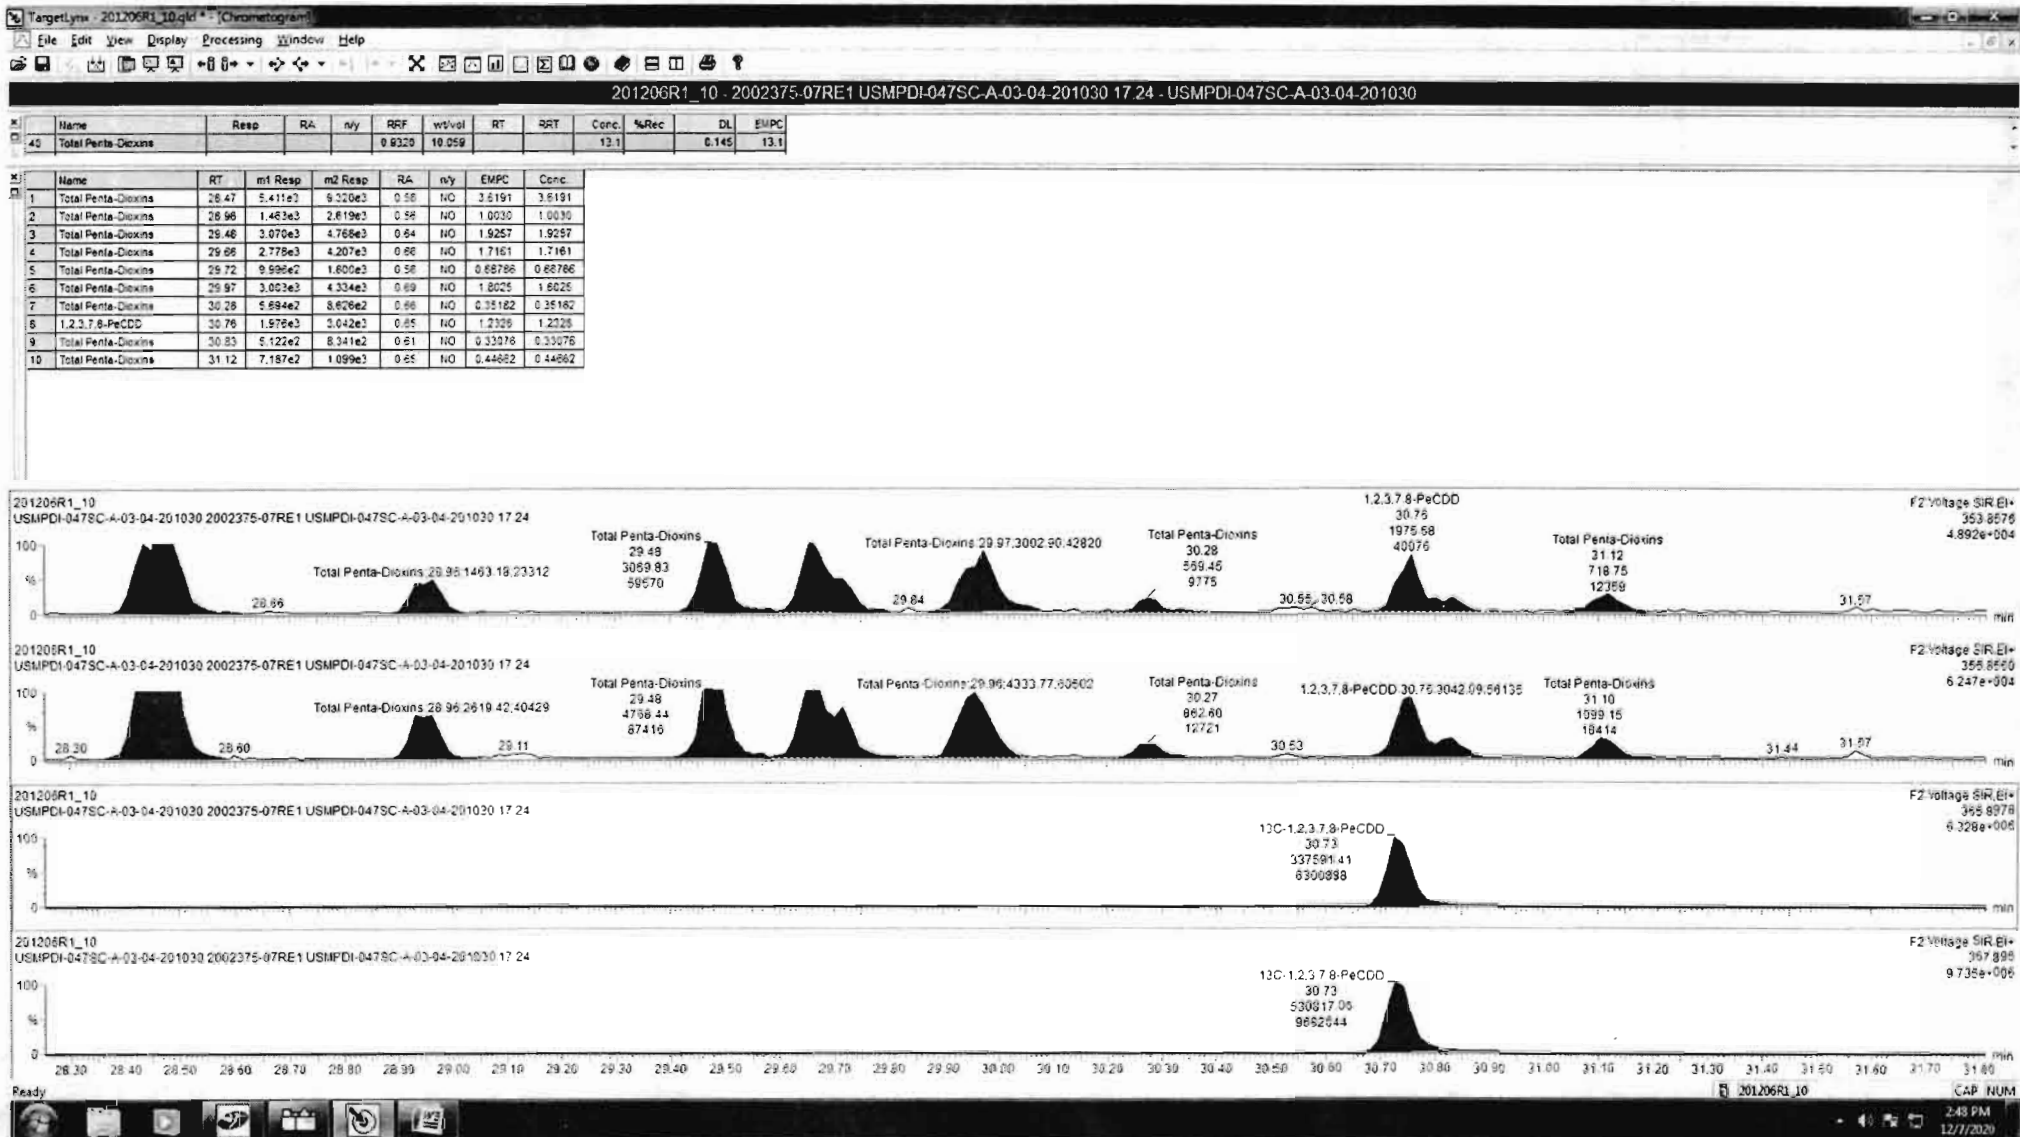 TargetLynx - 201206R1_10.qld * - [Chromatogram]
File Edit View Display Processing Window Help
201206R1_10 - 2002375-07RE1 USMPDI-047SC-A-03-04-201030 17.24 - USMPDI-047SC-A-03-04-201030
Name Resp RA n/y RRF wt/vol RT RRT Conc. %Rec DL EMPC
Total Penta-Dioxins 0.9320 10.059 13.1 0.145 13.1
Name RT m1 Resp m2 Resp RA n/y EMPC Conc.
1 Total Penta-Dioxins 28.47 5.411e3 9.320e3 0.58 NO 3.6191 3.6191
2 Total Penta-Dioxins 28.96 1.463e3 2.619e3 0.56 NO 1.0030 1.0030
3 Total Penta-Dioxins 29.48 3.070e3 4.768e3 0.64 NO 1.9257 1.9257
4 Total Penta-Dioxins 29.66 2.778e3 4.207e3 0.66 NO 1.7161 1.7161
5 Total Penta-Dioxins 29.72 1.600e3 NO
6 Total Penta-Dioxins 29.97 3.003e3 4.334e3 0.69 NO 1.8025 1.8025
7 Total Penta-Dioxins 30.28 5.694e2 8.626e2 0.66 NO 0.35182 0.35182
8 1,2,3,7,8-PeCDD 30.76 1.976e3 3.042e3 0.65 NO 1.2326 1.2326
9 Total Penta-Dioxins 30.83 5.122e2 8.341e2 0.61 NO 0.33076 0.33076
10 Total Penta-Dioxins 31.12 7.187e2 1.099e3 0.65 NO 0.44662 0.44662
201206R1_10
USMPDI-047SC-A-03-04-201030 2002375-07RE1 USMPDI-047SC-A-03-04-201030 17.24
F2:Voltage SIR,EI+
353.8576
4.892e+004
100
%
0
Total Penta-Dioxins;28.96;1463.18;23312
28.66
Total Penta-Dioxins
29.48
3069.83
59570
Total Penta-Dioxins;29.97;3002.90;42820
29.84
Total Penta-Dioxins
30.28
569.45
9775
30.55 30.58
1,2,3,7,8-PeCDD
30.76
1975.58
40076
Total Penta-Dioxins
31.12
718.75
12359
31.57
min
201206R1_10
USMPDI-047SC-A-03-04-201030 2002375-07RE1 USMPDI-047SC-A-03-04-201030 17.24
F2:Voltage SIR,EI+
355.8550
6.247e+004
100
%
0
28.30
Total Penta-Dioxins;28.96;2619.42;40429
28.60
29.11
Total Penta-Dioxins
29.48
4768.44
87416
Total Penta-Dioxins;29.96;4333.77;60502
Total Penta-Dioxins
30.27
862.60
12721
30.53
1,2,3,7,8-PeCDD;30.76;3042.09;56135
Total Penta-Dioxins
31.10
1099.15
18414
31.44
31.57
min
201206R1_10
USMPDI-047SC-A-03-04-201030 2002375-07RE1 USMPDI-047SC-A-03-04-201030 17.24
F2:Voltage SIR,EI+
365.8978
6.328e+006
100
%
0
13C-1,2,3,7,8-PeCDD
30.73
337591.41
6300898
min
201206R1_10
USMPDI-047SC-A-03-04-201030 2002375-07RE1 USMPDI-047SC-A-03-04-201030 17.24
F2:Voltage SIR,EI+
367.895
9.735e+006
100
%
0
13C-1,2,3,7,8-PeCDD
30.73
530817.06
9692644
min
28.30 28.40 28.50 28.60 28.70 28.80 28.90 29.00 29.10 29.20 29.30 29.40 29.50 29.60 29.70 29.80 29.90 30.00 30.10 30.20 30.30 30.40 30.50 30.60 30.70 30.80 30.90 31.00 31.10 31.20 31.30 31.40 31.50 31.60 31.70 31.80
Ready
201206R1_10
CAP NUM
2:48 PM
12/7/2020